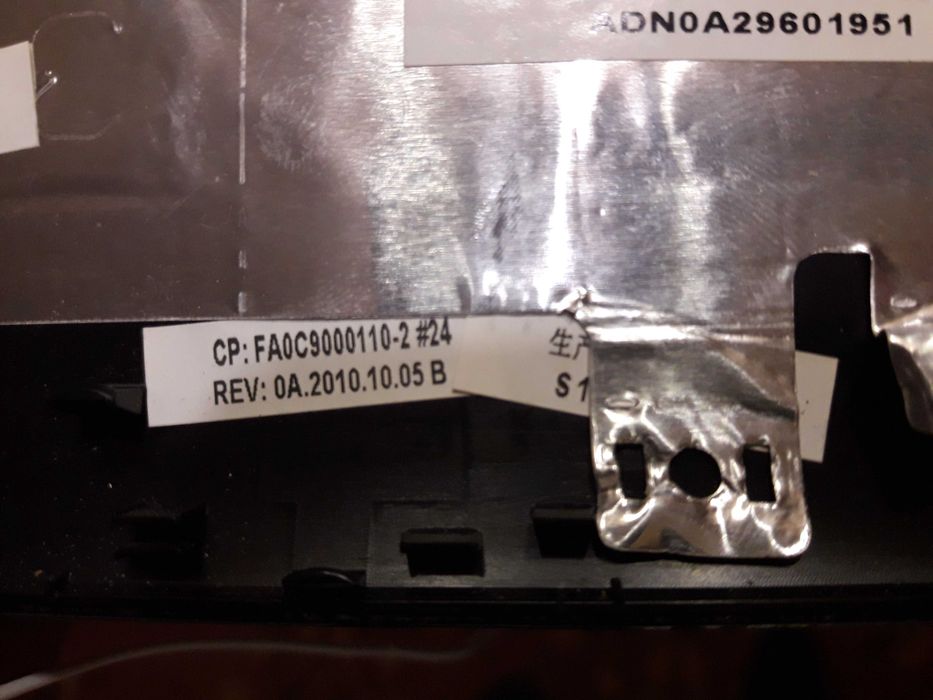 ADN0A29601951
CP: FA0C9000110-2 #24
REV: 0A.2010.10.05 B
生产
S 1